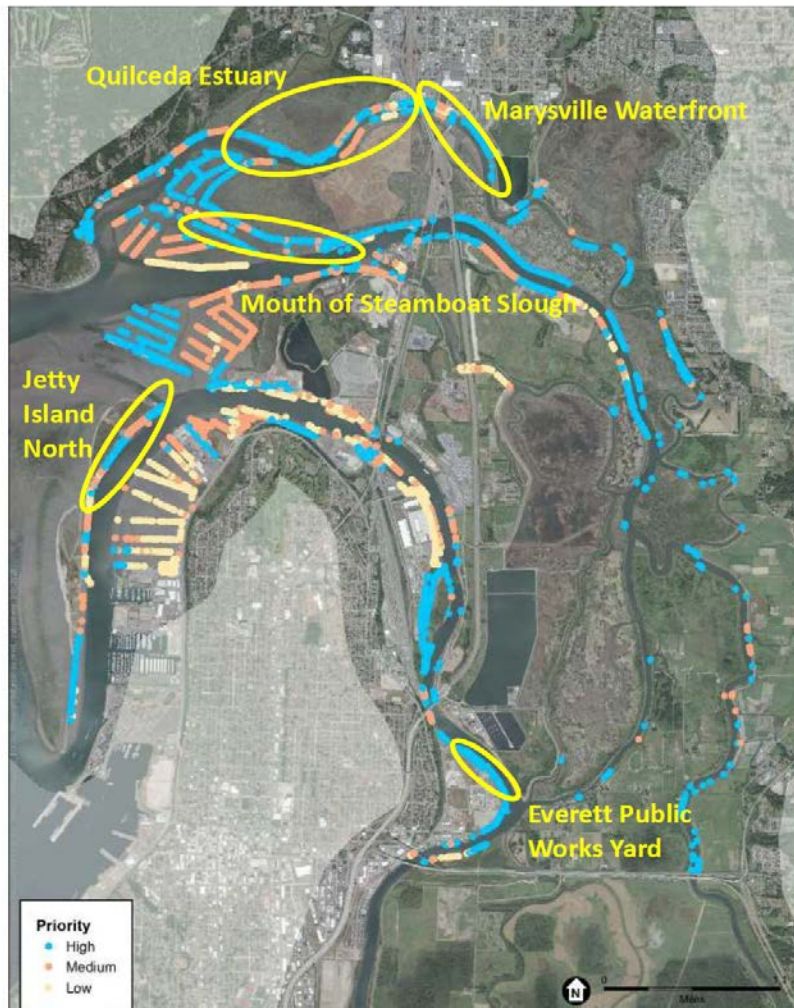 Quilceda Estuary
Marysville Waterfront
Mouth of Steamboat Slough
Jetty
Island
North
Everett Public
Works Yard
Priority
High
Medium
Low
N
0
Miles